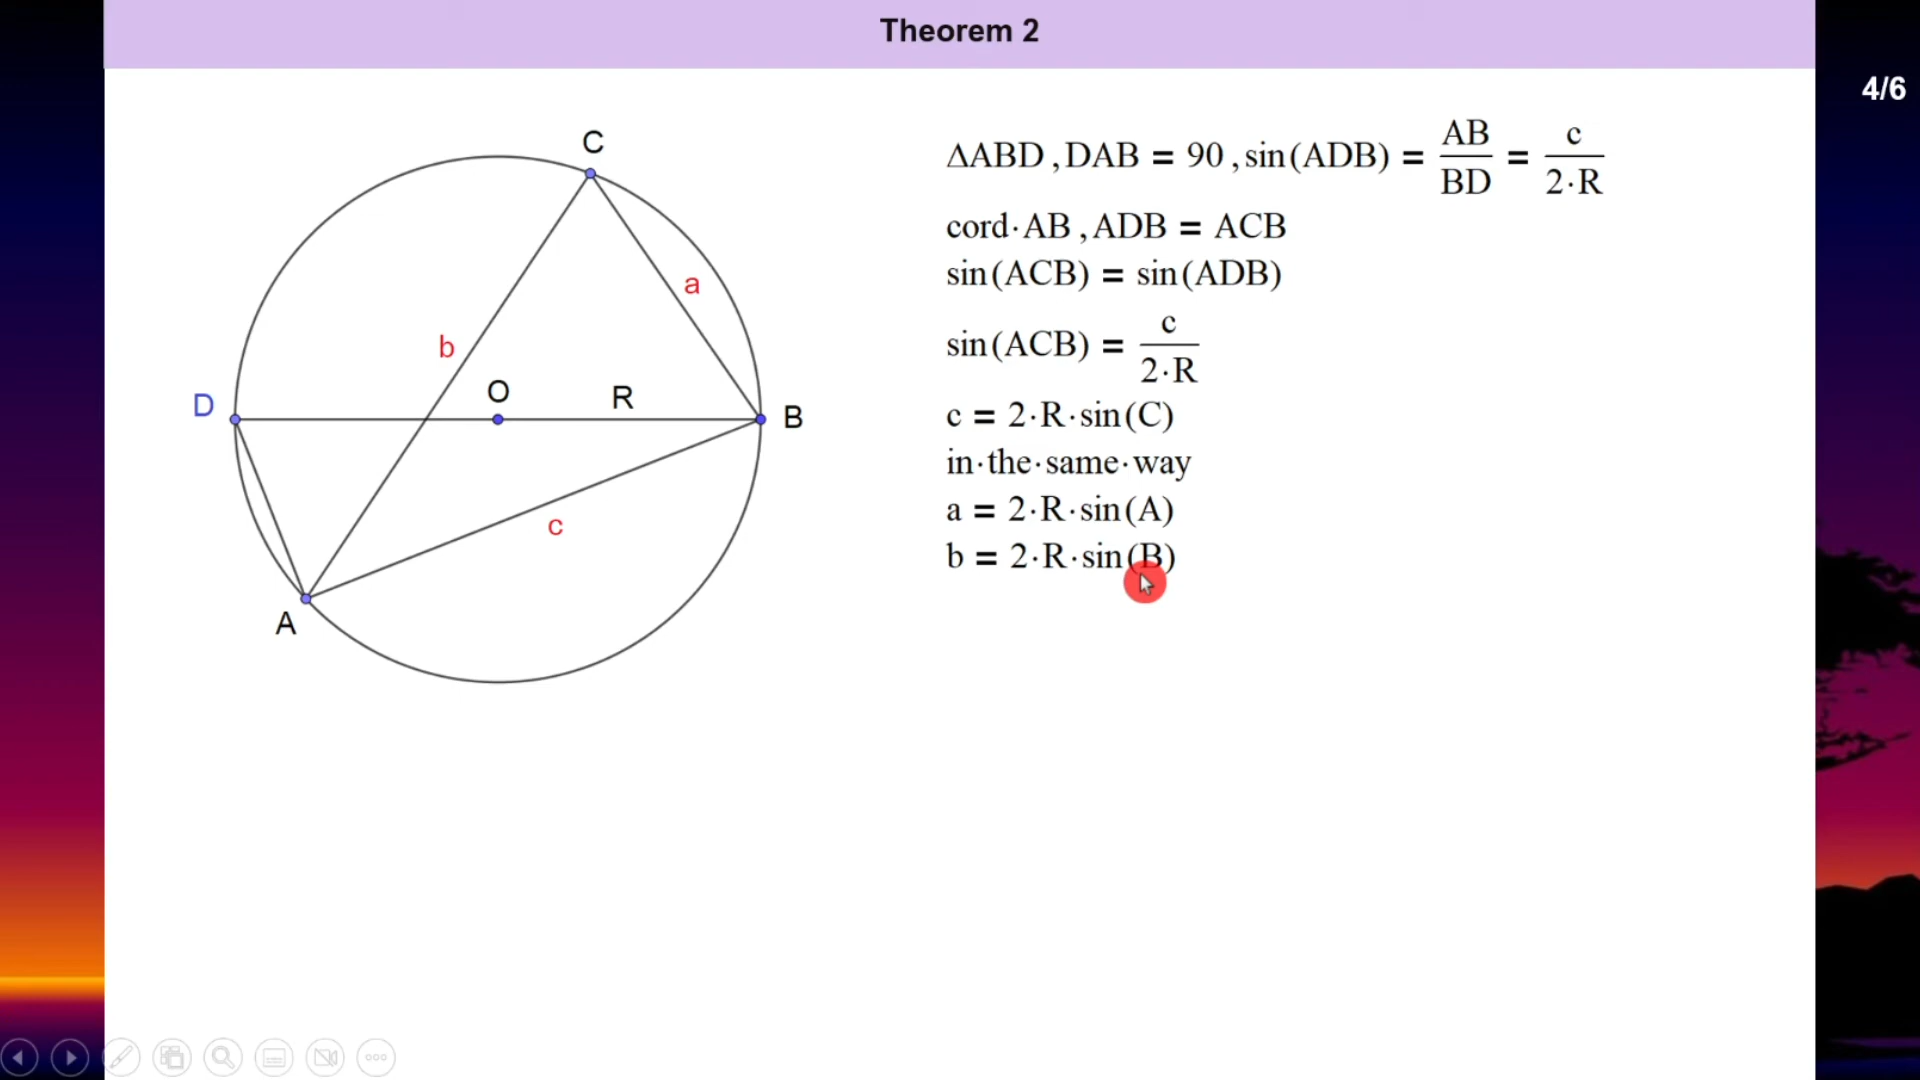 Theorem 2
4/6
C
a
b
D
O
R
B
c
A
ΔABD , DAB = 90 , sin(ADB) = AB/BD = c/2·R
cord·AB , ADB = ACB
sin(ACB) = sin(ADB)
sin(ACB) = c/2·R
c = 2·R·sin(C)
in·the·same·way
a = 2·R·sin(A)
b = 2·R·sin(B)